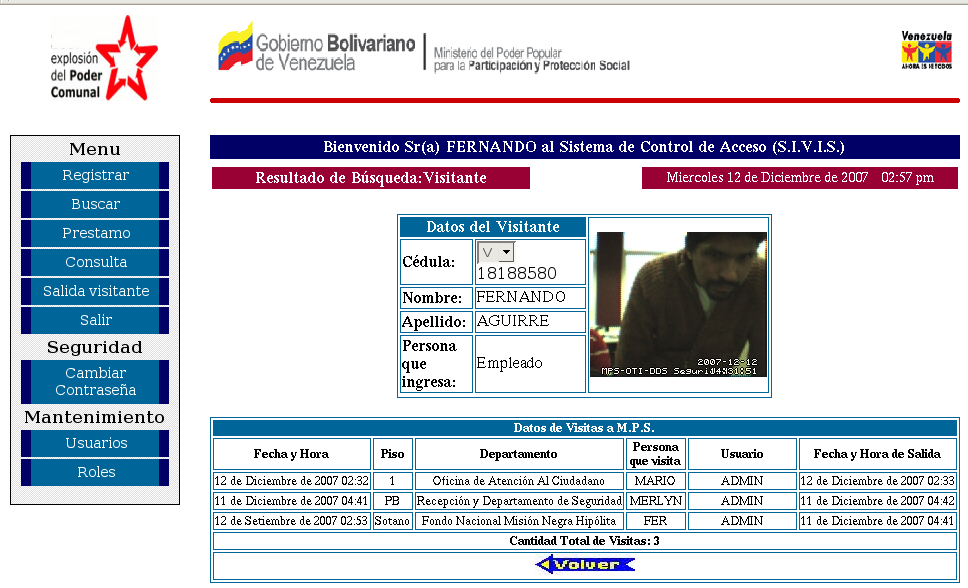 explosión
del Poder
Comunal
Gobierno Bolivariano
de Venezuela
Ministerio del Poder Popular
para la Participación y Protección Social
Venezuela
AHORA ES DE TODOS
Menu
Registrar
Buscar
Prestamo
Consulta
Salida visitante
Salir
Seguridad
Cambiar
Contraseña
Mantenimiento
Usuarios
Roles
Bienvenido Sr(a) FERNANDO al Sistema de Control de Acceso (S.I.V.I.S.)
Resultado de Búsqueda:Visitante
Miercoles 12 de Diciembre de 2007 02:57 pm
Datos del Visitante
Cédula:
V
18188580
Nombre: FERNANDO
Apellido: AGUIRRE
Persona
que
ingresa:
Empleado
2007-12-12
MPS-OTI-DDS
Datos de Visitas a M.P.S.
Fecha y Hora Piso Departamento Persona que visita Usuario Fecha y Hora de Salida
12 de Diciembre de 2007 02:32 1 Oficina de Atención Al Ciudadano MARIO ADMIN 12 de Diciembre de 2007 02:33
11 de Diciembre de 2007 04:41 PB Recepción y Departamento de Seguridad MERLYN ADMIN 11 de Diciembre de 2007 04:42
12 de Setiembre de 2007 02:53 Sotano Fondo Nacional Misión Negra Hipólita FER ADMIN 11 de Diciembre de 2007 04:41
Cantidad Total de Visitas: 3
Volver